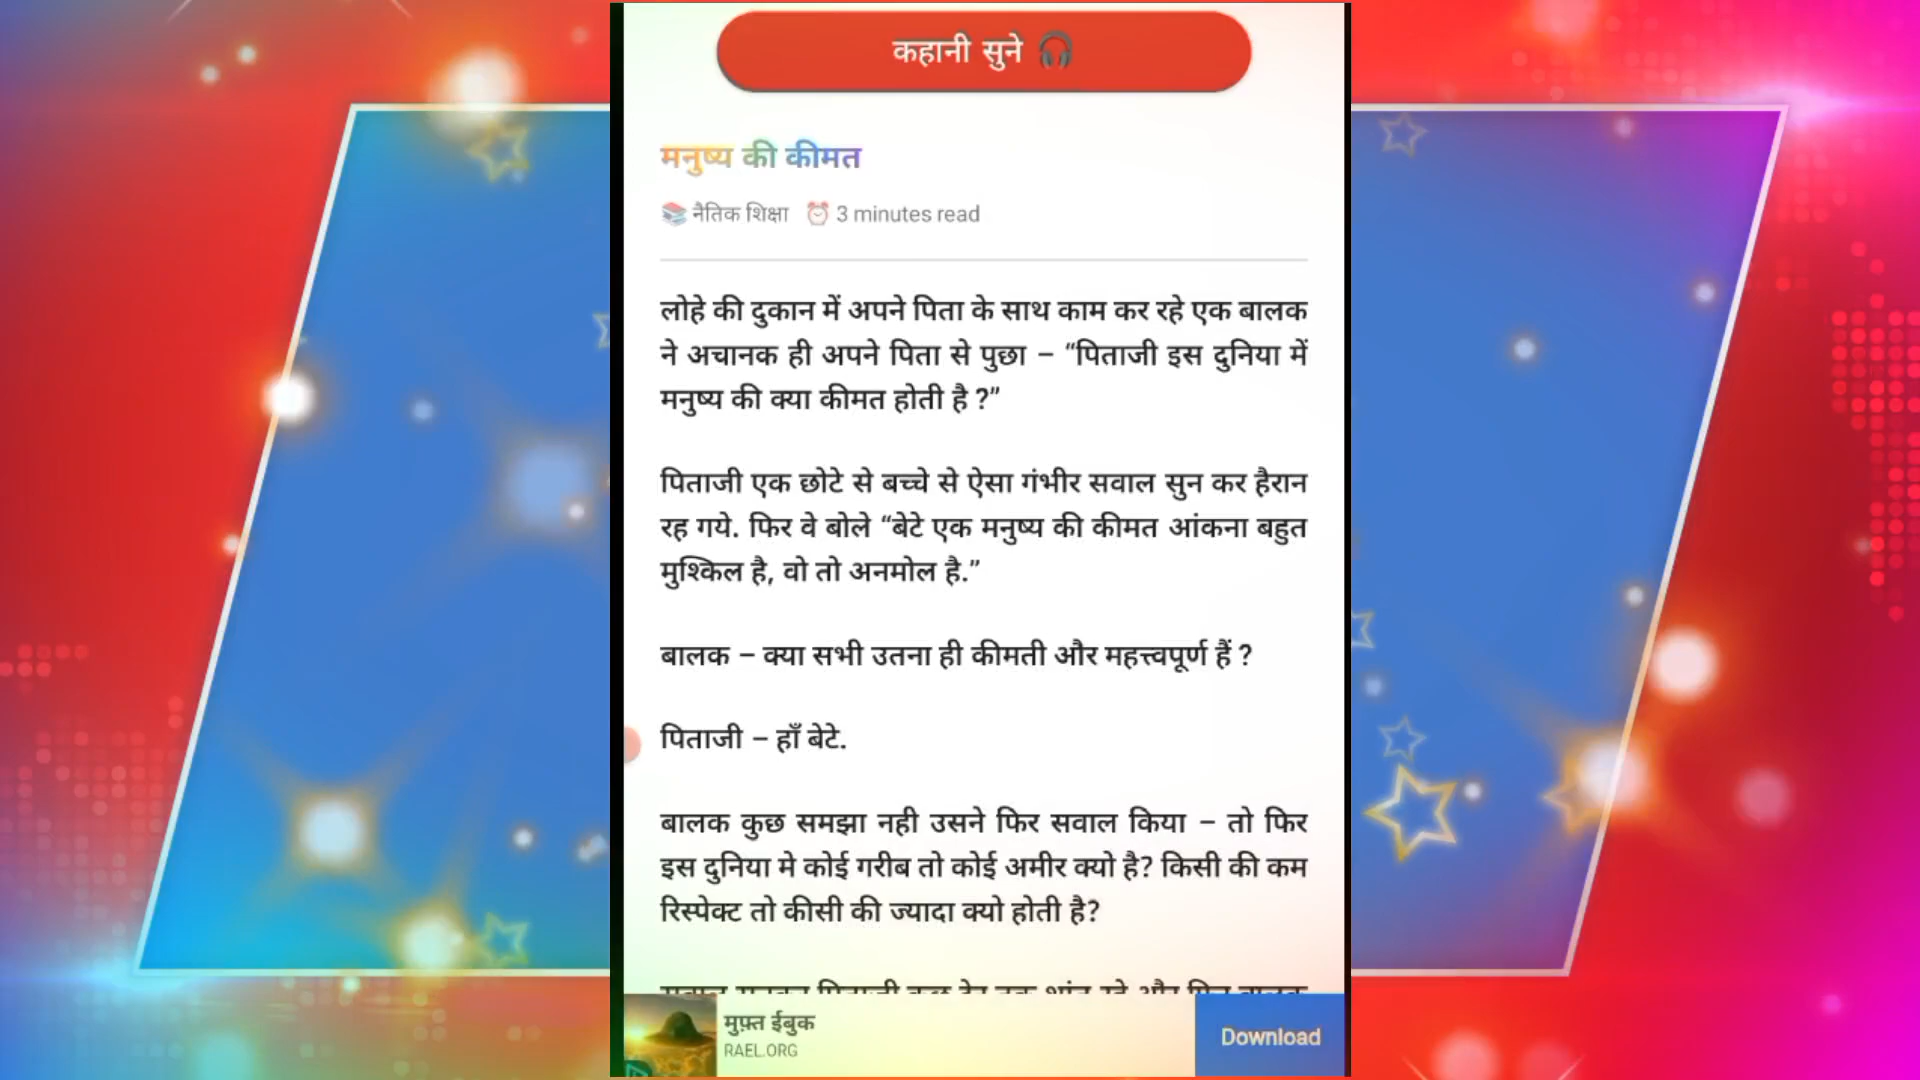 कहानी सुने
मनुष्य की कीमत
नैतिक शिक्षा 3 minutes read
लोहे की दुकान में अपने पिता के साथ काम कर रहे एक बालक
ने अचानक ही अपने पिता से पुछा – “पिताजी इस दुनिया में
मनुष्य की क्या कीमत होती है ?”
पिताजी एक छोटे से बच्चे से ऐसा गंभीर सवाल सुन कर हैरान
रह गये. फिर वे बोले “बेटे एक मनुष्य की कीमत आंकना बहुत
मुश्किल है, वो तो अनमोल है.”
बालक – क्या सभी उतना ही कीमती और महत्त्वपूर्ण हैं ?
पिताजी – हाँ बेटे.
बालक कुछ समझा नही उसने फिर सवाल किया – तो फिर
इस दुनिया मे कोई गरीब तो कोई अमीर क्यो है? किसी की कम
रिस्पेक्ट तो कीसी की ज्यादा क्यो होती है?
मुफ़्त ईबुक
RAEL.ORG
Download